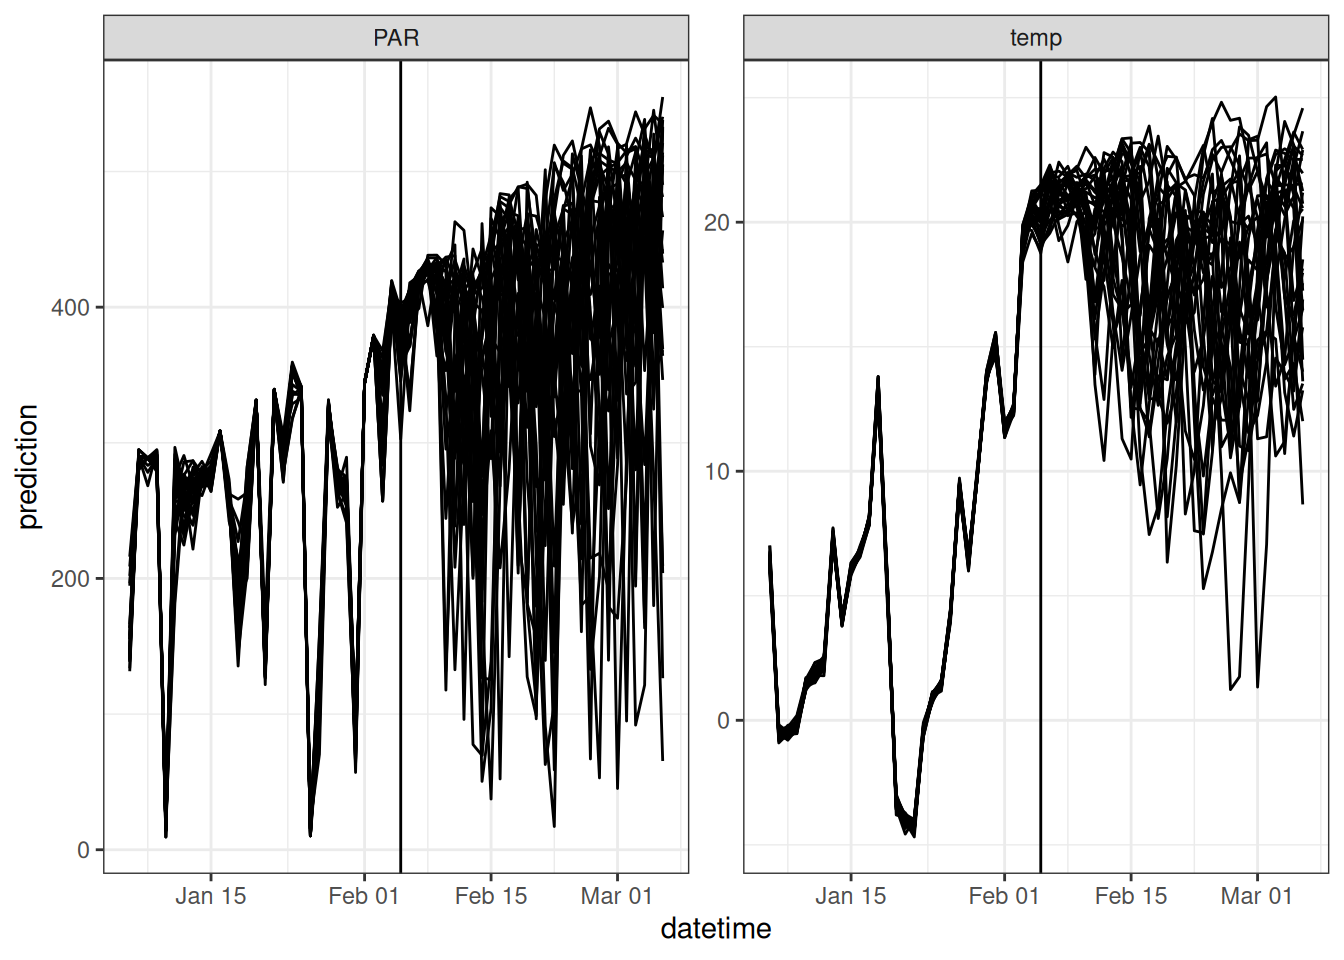 PAR
temp
prediction
400
200
0
20
10
0
Jan 15
Feb 01
Feb 15
Mar 01
Jan 15
Feb 01
Feb 15
Mar 01
datetime